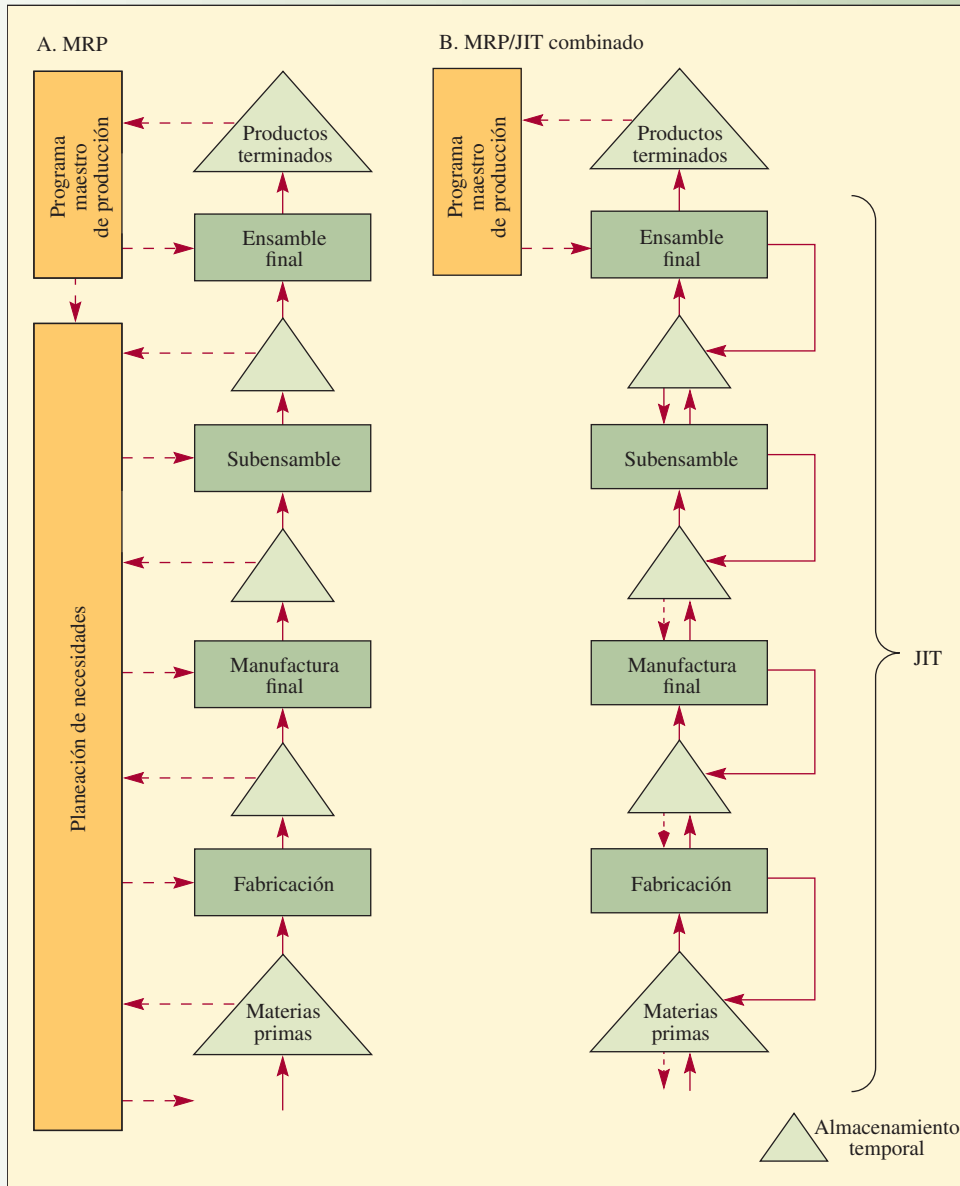 A. MRP
Programa
maestro
de producción
Productos
terminados
Ensamble
final
Subensamble
Manufactura
final
Fabricación
Materias
primas
Planeación de necesidades
B. MRP/JIT combinado
Programa
maestro
de producción
Productos
terminados
Ensamble
final
Subensamble
Manufactura
final
Fabricación
Materias
primas
JIT
Almacenamiento
temporal